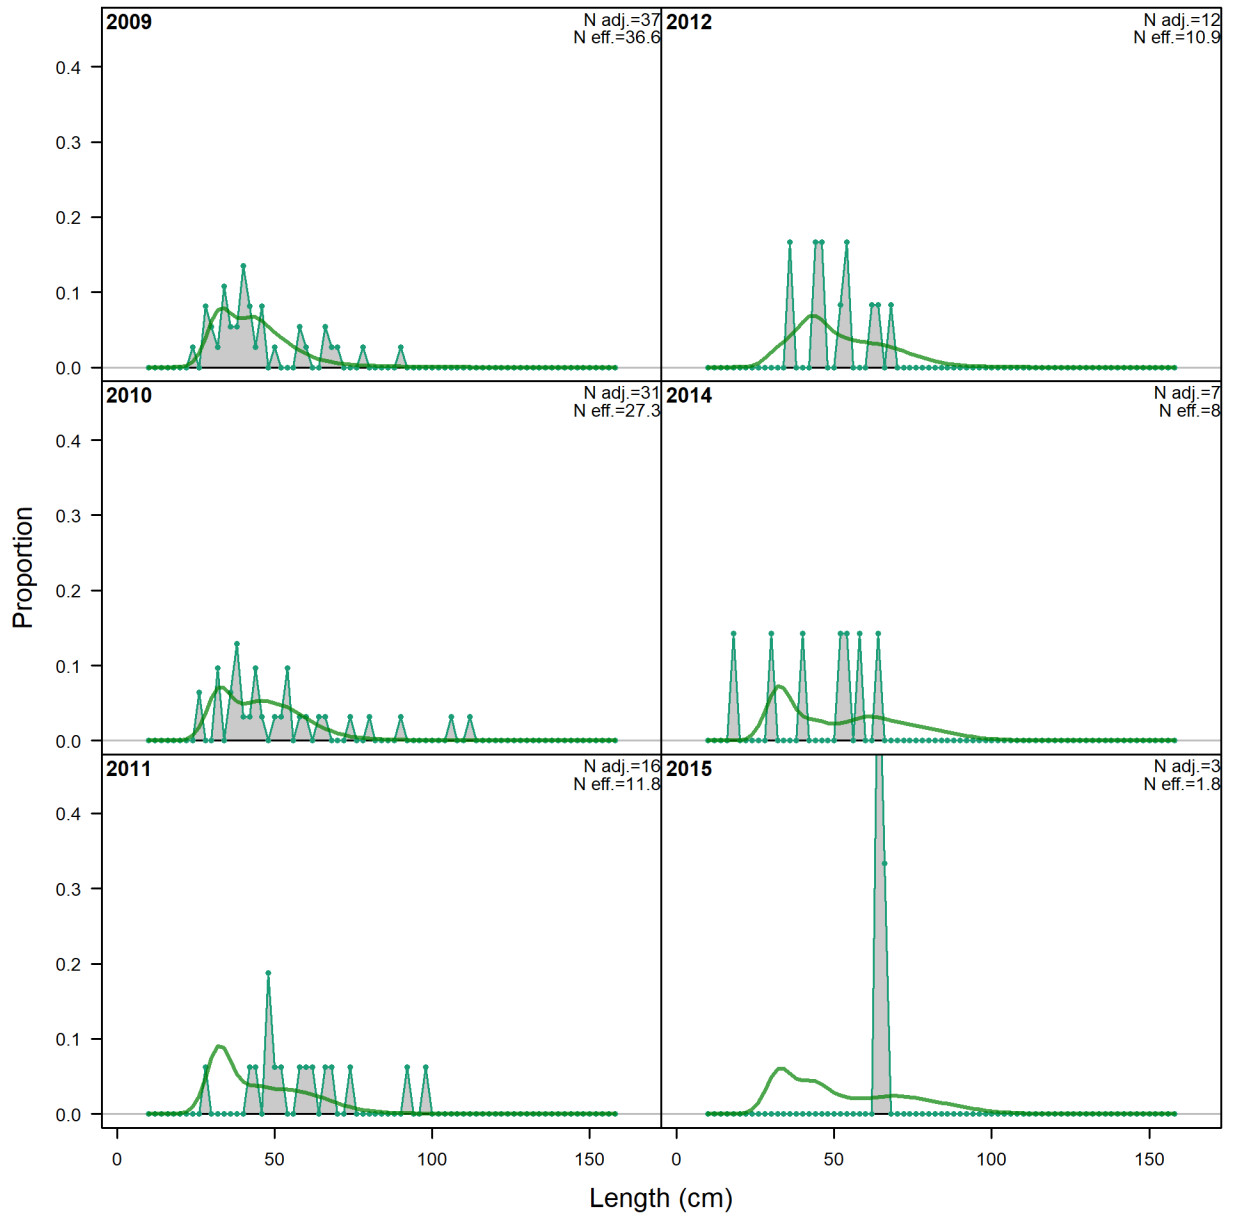 2009
N adj.=37
N eff.=36.6
2012
N adj.=12
N eff.=10.9
0.4
0.3
0.2
0.1
0.0
2010
N adj.=31
N eff.=27.3
2014
N adj.=7
N eff.=8
0.4
0.3
0.2
0.1
0.0
2011
N adj.=16
N eff.=11.8
2015
N adj.=3
N eff.=1.8
0.4
0.3
0.2
0.1
0.0
Proportion
0 50 100 150 0 50 100 150
Length (cm)